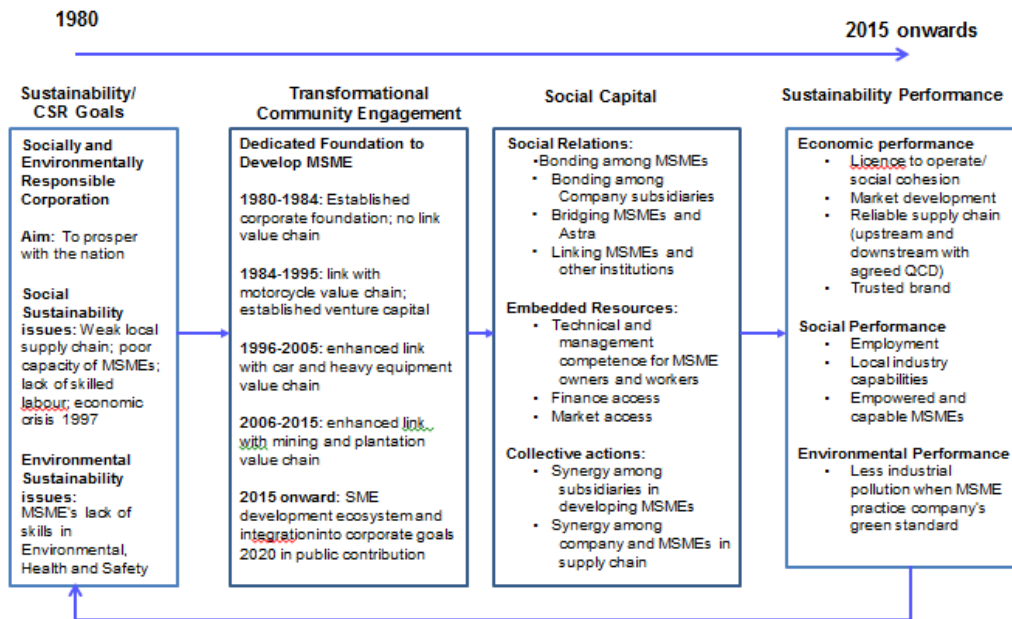 1980
2015 onwards
Sustainability/
CSR Goals
Socially and
Environmentally
Responsible
Corporation
Aim: To prosper
with the nation
Social
Sustainability
issues: Weak local
supply chain; poor
capacity of MSMEs;
lack of skilled
labour; economic
crisis 1997
Environmental
Sustainability
issues:
MSME's lack of
skills in
Environmental,
Health and Safety
Transformational
Community Engagement
Dedicated Foundation to
Develop MSME
1980-1984: Established
corporate foundation; no link
value chain
1984-1995: link with
motorcycle value chain;
established venture capital
1996-2005: enhanced link
with car and heavy equipment
value chain
2006-2015: enhanced link
with mining and plantation
value chain
2015 onward: SME
development ecosystem and
integrationinto corporate goals
2020 in public contribution
Social Capital
Social Relations:
•Bonding among MSMEs
• Bonding among
Company subsidiaries
• Bridging MSMEs and
Astra
• Linking MSMEs and
other institutions
Embedded Resources:
• Technical and
management
competence for MSME
owners and workers
• Finance access
• Market access
Collective actions:
• Synergy among
subsidiaries in
developing MSMEs
• Synergy among
company and MSMEs in
supply chain
Sustainability Performance
Economic performance
• Licence to operate/
social cohesion
• Market development
• Reliable supply chain
(upstream and
downstream with
agreed QCD)
• Trusted brand
Social Performance
• Employment
• Local industry
capabilities
• Empowered and
capable MSMEs
Environmental Performance
• Less industrial
pollution when MSME
practice company's
green standard